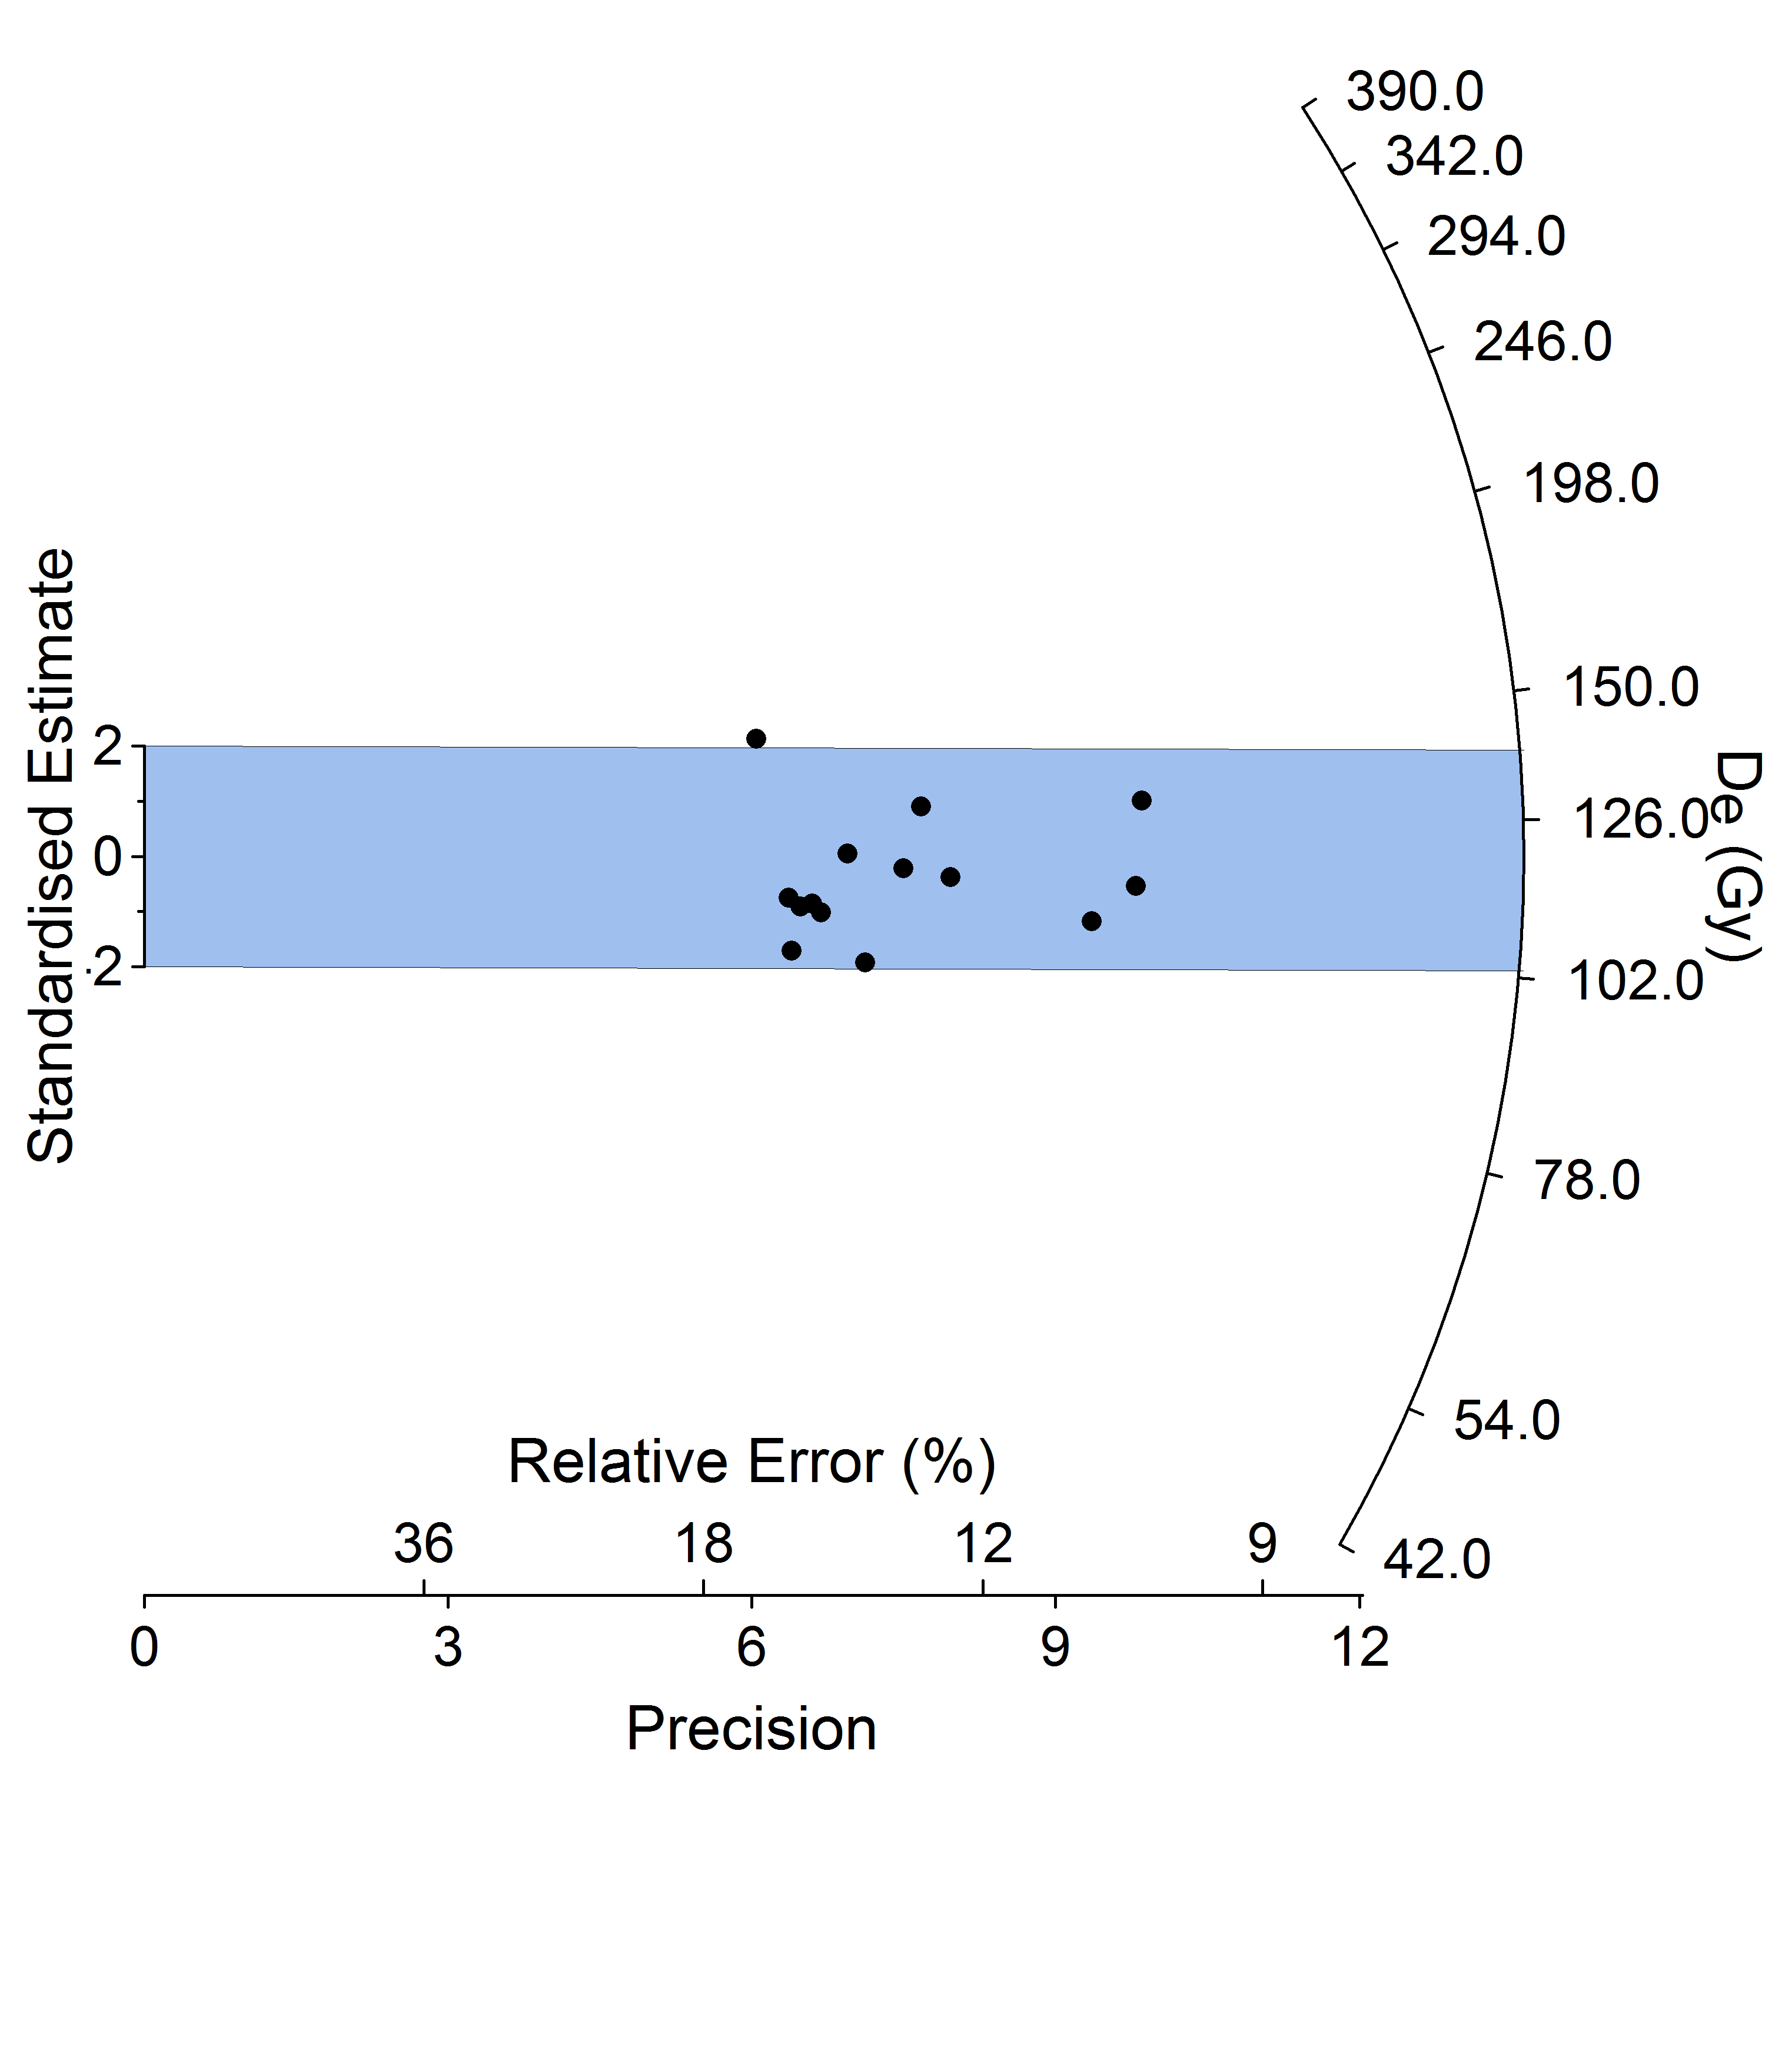 390.0
342.0
294.0
246.0
198.0
150.0
126.0
102.0
78.0
54.0
42.0
De (Gy)
Standardised Estimate
2
0
-2
Relative Error (%)
36 18 12 9
0 3 6 9 12
Precision